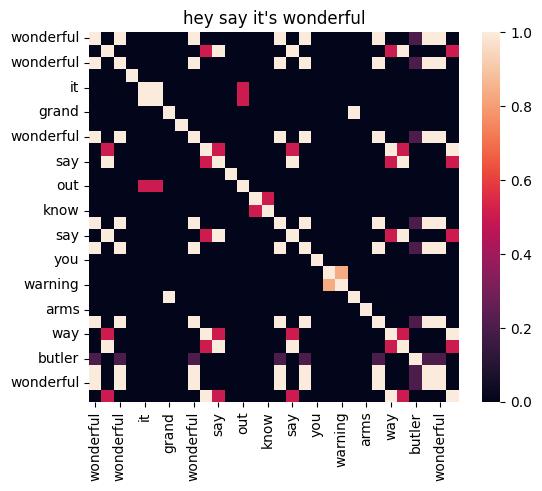 hey say it's wonderful
wonderful
wonderful
it
grand
wonderful
say
out
know
say
you
warning
arms
way
butler
wonderful
1.0
0.8
0.6
0.4
0.2
0.0
wonderful wonderful it grand wonderful say out know say you warning arms way butler wonderful